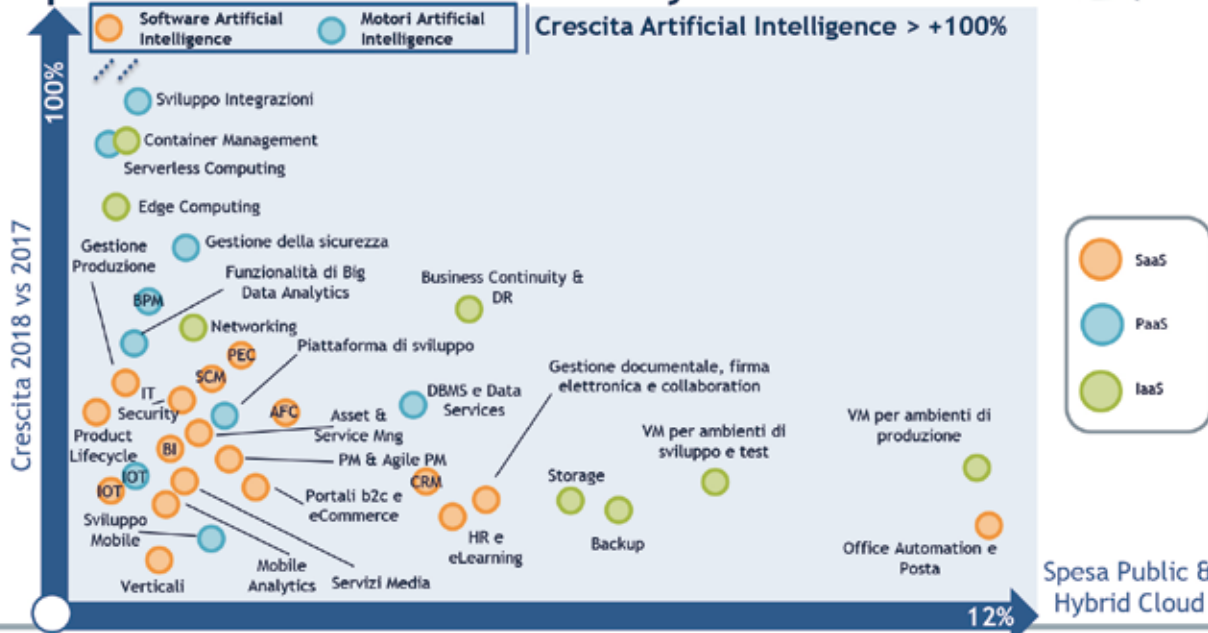 Software Artificial
Intelligence
Motori Artificial
Intelligence
Crescita Artificial Intelligence > +100%
100%
Crescita 2018 vs 2017
Sviluppo Integrazioni
Container Management
Serverless Computing
Edge Computing
Gestione
Produzione
Gestione della sicurezza
Funzionalità di Big
Data Analytics
Business Continuity &
DR
BPM
Networking
Piattaforma di sviluppo
PEC
SCM
Gestione documentale, firma
elettronica e collaboration
IT
Security
AFC
DBMS e Data
Services
Asset &
Service Mng
VM per ambienti di
sviluppo e test
VM per ambienti di
produzione
Product
Lifecycle
BI
PM & Agile PM
IOT
IOT
CRM
Storage
Portali b2c e
eCommerce
Sviluppo
Mobile
HR e
eLearning
Backup
Office Automation e
Posta
Verticali
Mobile
Analytics
Servizi Media
12%
Spesa Public &
Hybrid Cloud
SaaS
PaaS
IaaS